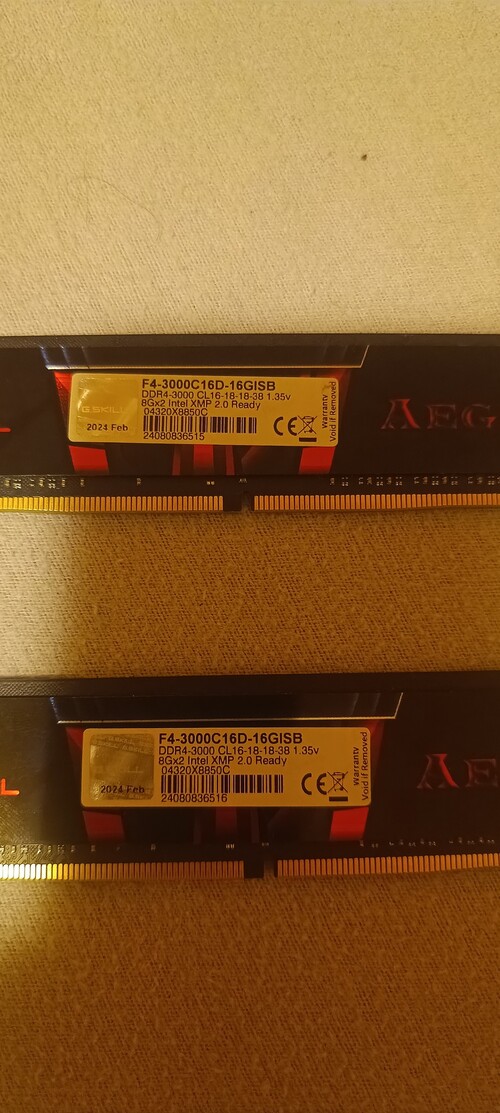 F4-3000C16D-16GISB
DDR4-3000 CL16-18-18-38 1.35v
8Gx2 Intel XMP 2.0 Ready
04320X8850C
G.SKILL
2024 Feb
24080836515
CE
Warranty
Void if Removed
AEG
L
F4-3000C16D-16GISB
DDR4-3000 CL16-18-18-38 1.35v
8Gx2 Intel XMP 2.0 Ready
04320X8850C
2024 Feb
24080836516
CE
Warranty
Void if Removed
AE
L